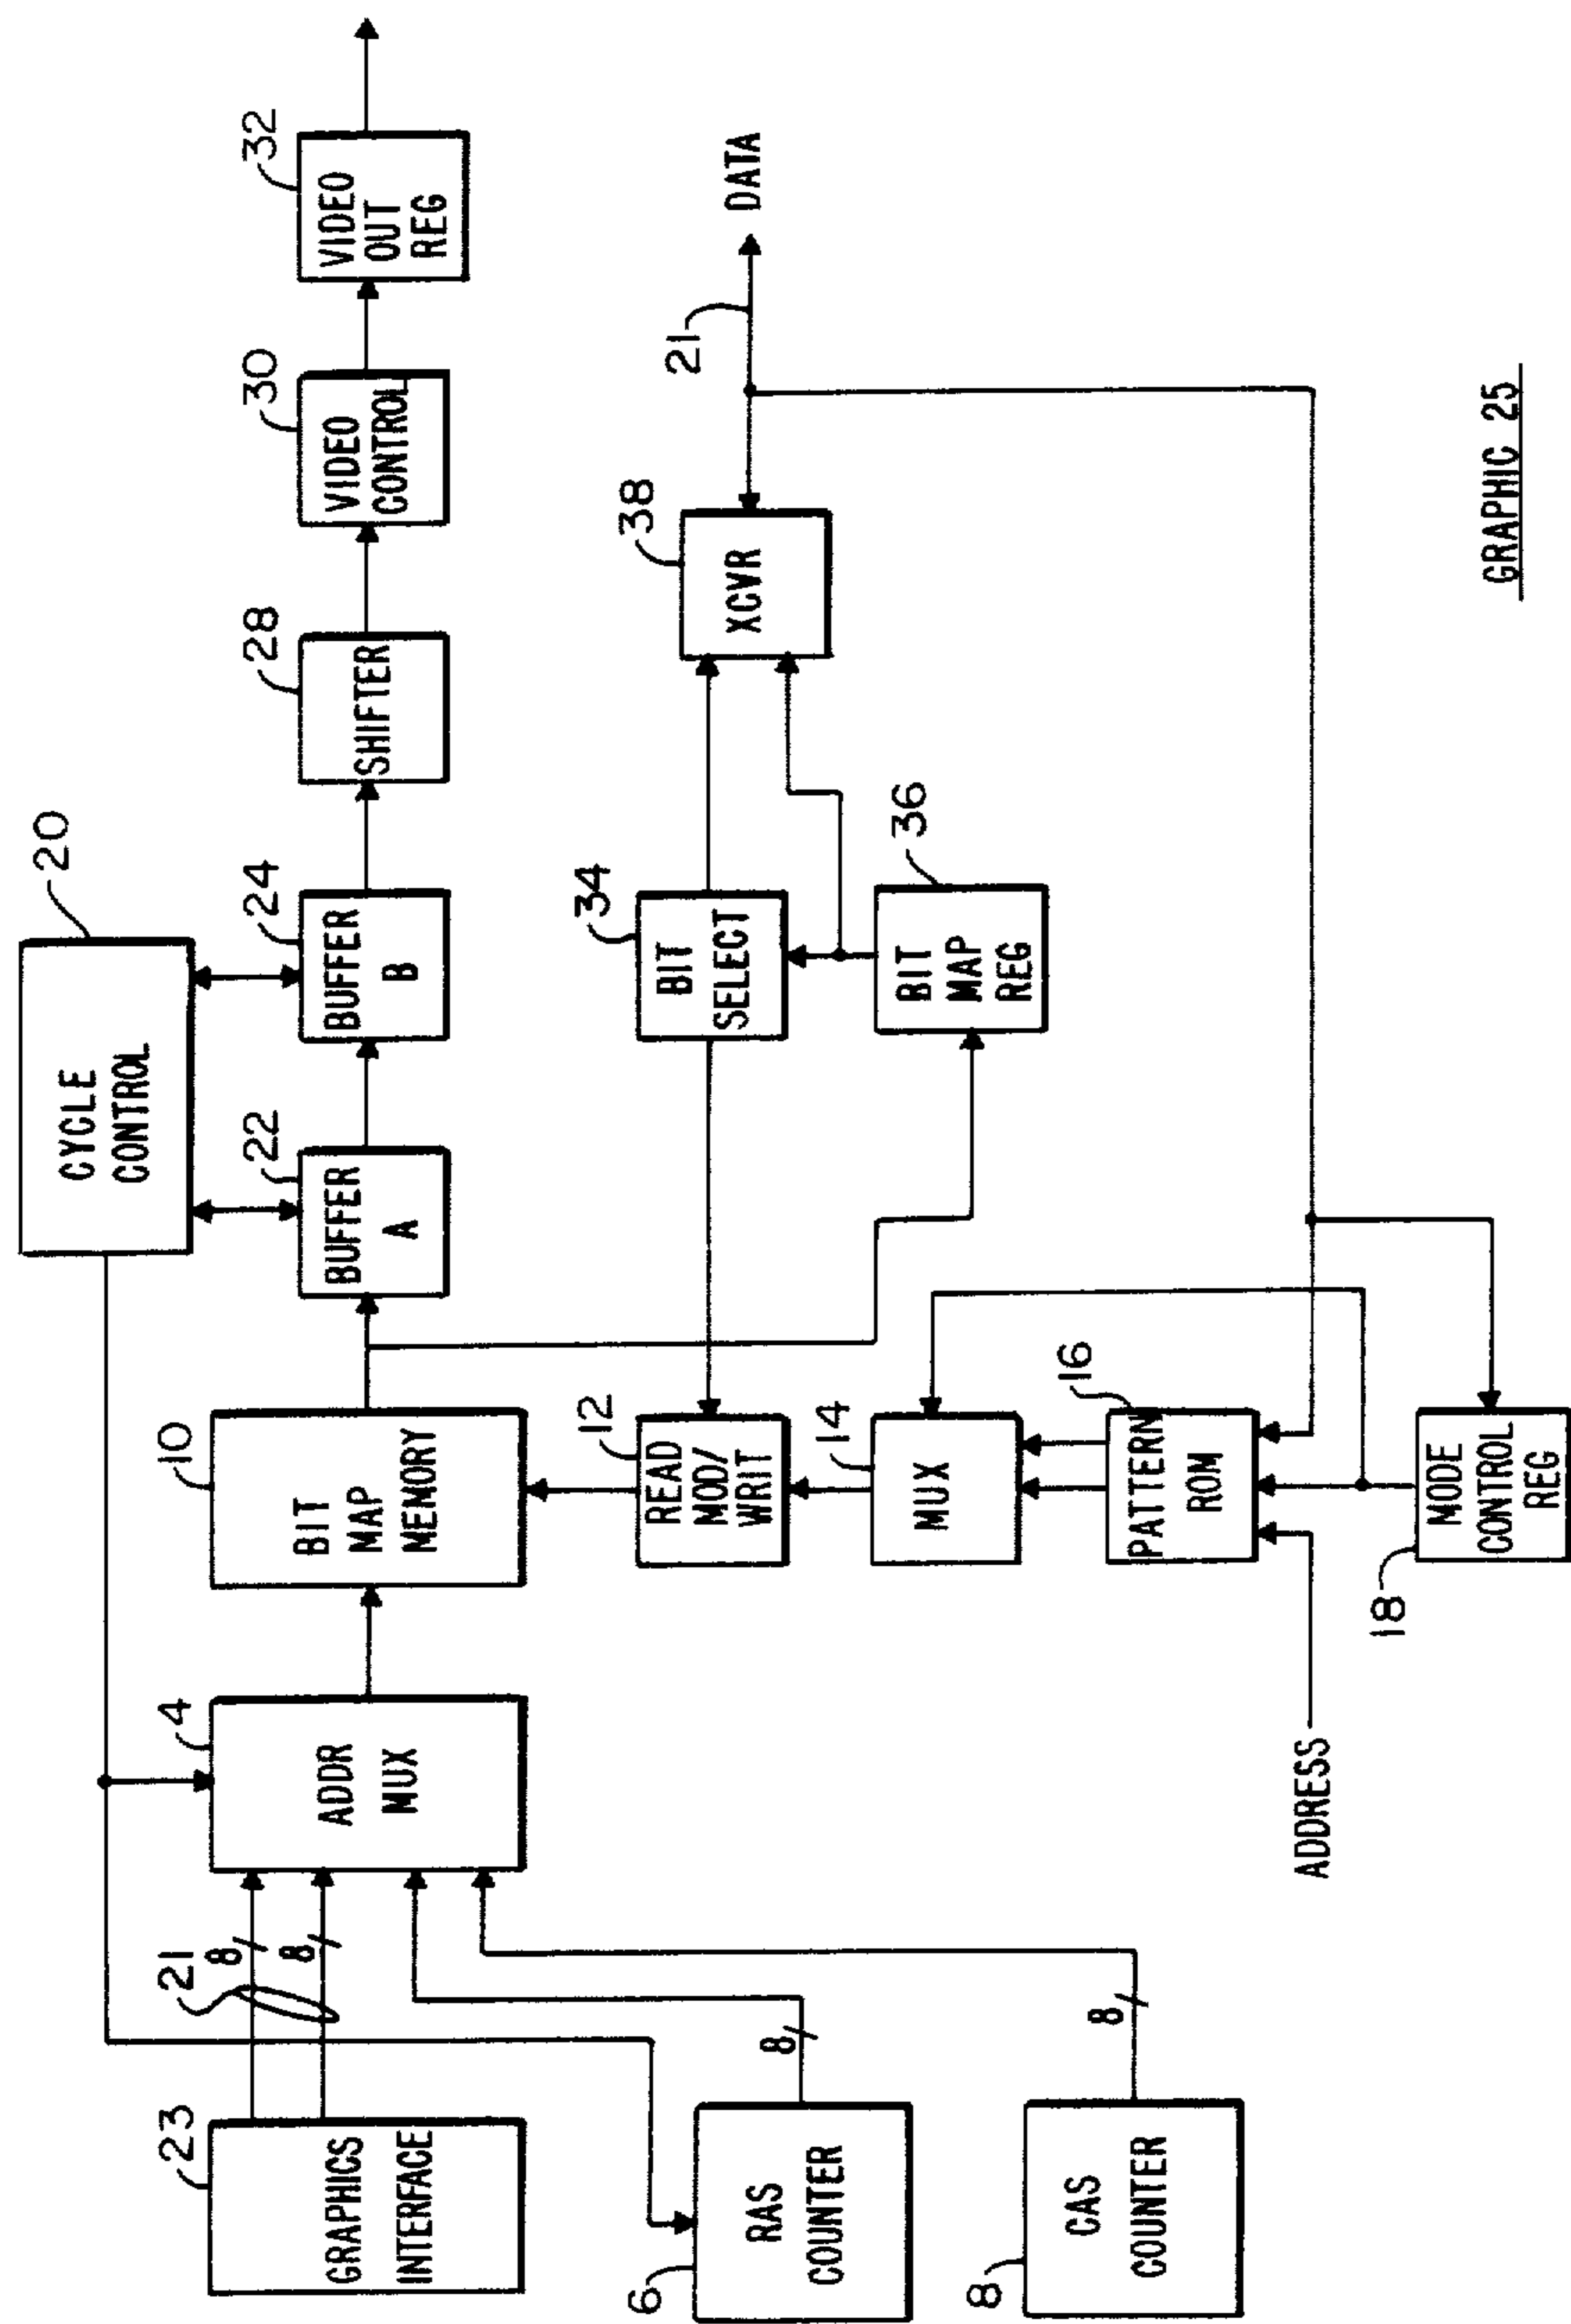 20
CYCLE
CONTROL
23
GRAPHICS
INTERFACE
21
8
8
4
ADDR
MUX
10
BIT
MAP
MEMORY
22
BUFFER
A
24
BUFFER
B
28
SHIFTER
30
VIDEO
CONTROL
32
VIDEO
OUT
REG
6
RAS
COUNTER
8
12
READ
MOD/
WRIT
34
BIT
SELECT
38
XCVR
21
DATA
14
MUX
36
BIT
MAP
REG
8
CAS
COUNTER
8
16
PATTERN
ROM
ADDRESS
18
MODE
CONTROL
REG
GRAPHIC 25